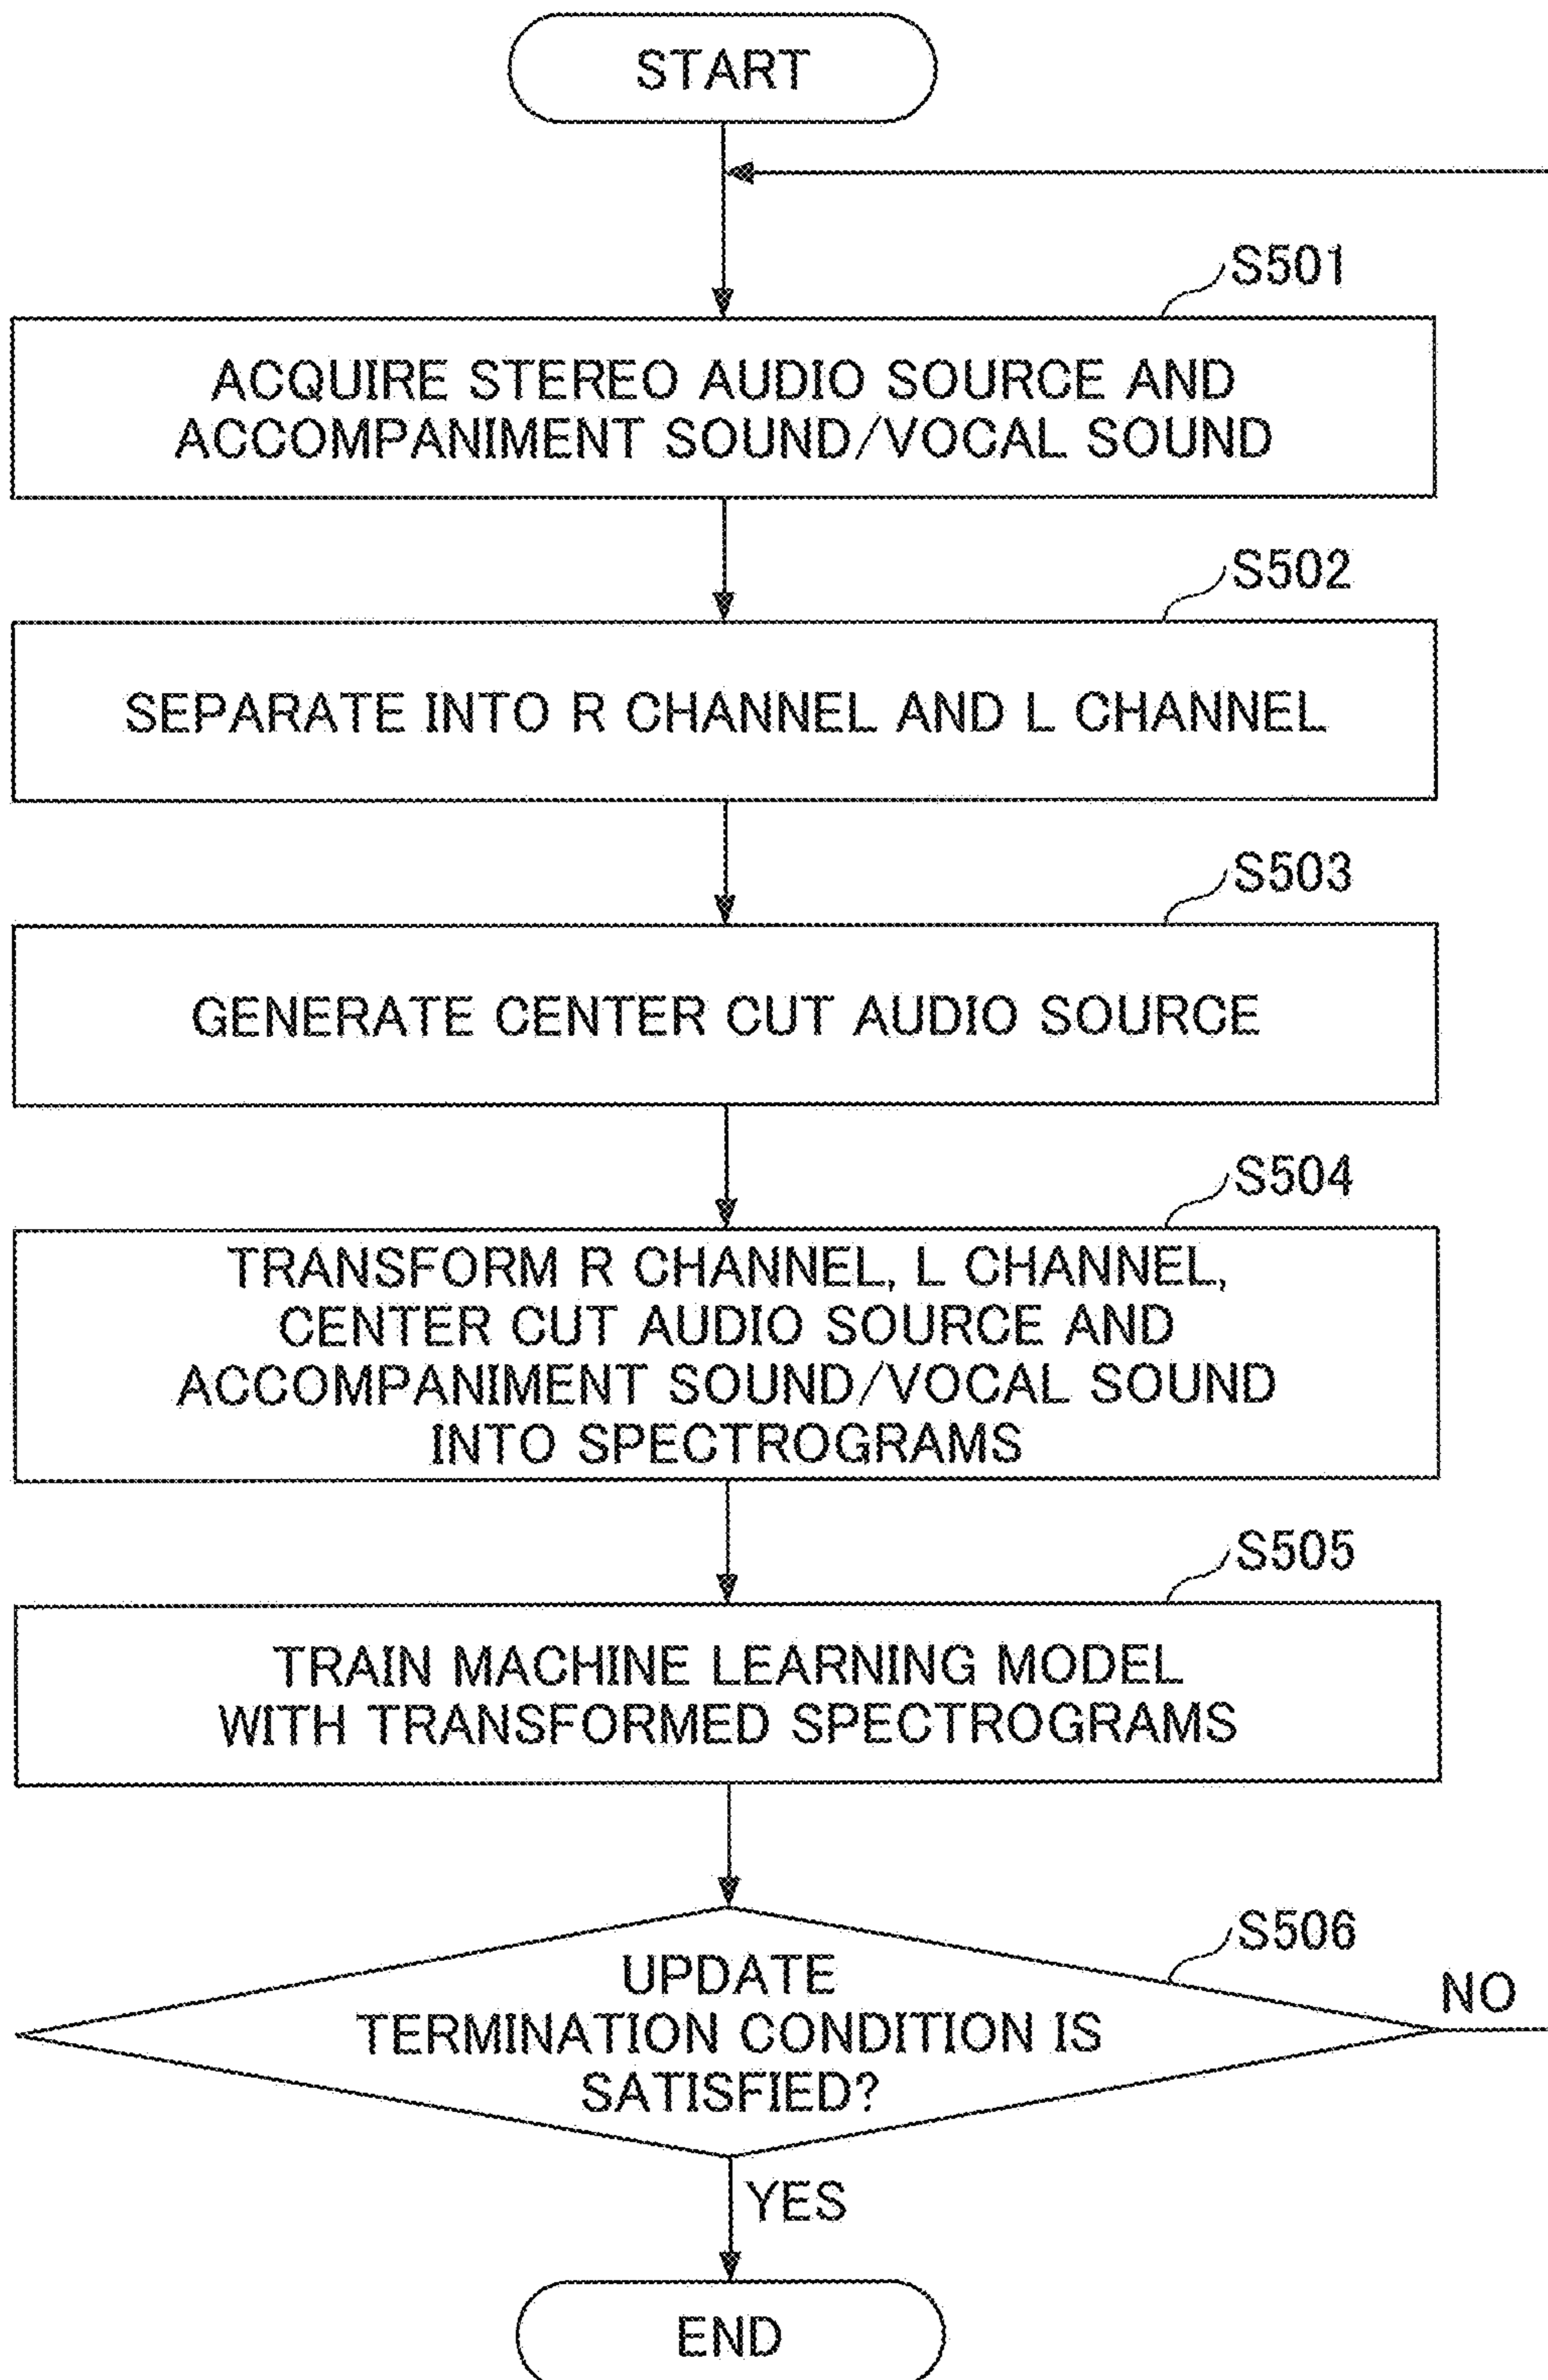 START
S501
ACQUIRE STEREO AUDIO SOURCE AND
ACCOMPANIMENT SOUND/VOCAL SOUND
S502
SEPARATE INTO R CHANNEL AND L CHANNEL
S503
GENERATE CENTER CUT AUDIO SOURCE
S504
TRANSFORM R CHANNEL, L CHANNEL,
CENTER CUT AUDIO SOURCE AND
ACCOMPANIMENT SOUND/VOCAL SOUND
INTO SPECTROGRAMS
S505
TRAIN MACHINE LEARNING MODEL
WITH TRANSFORMED SPECTROGRAMS
S506
UPDATE
TERMINATION CONDITION IS
SATISFIED?
NO
YES
END